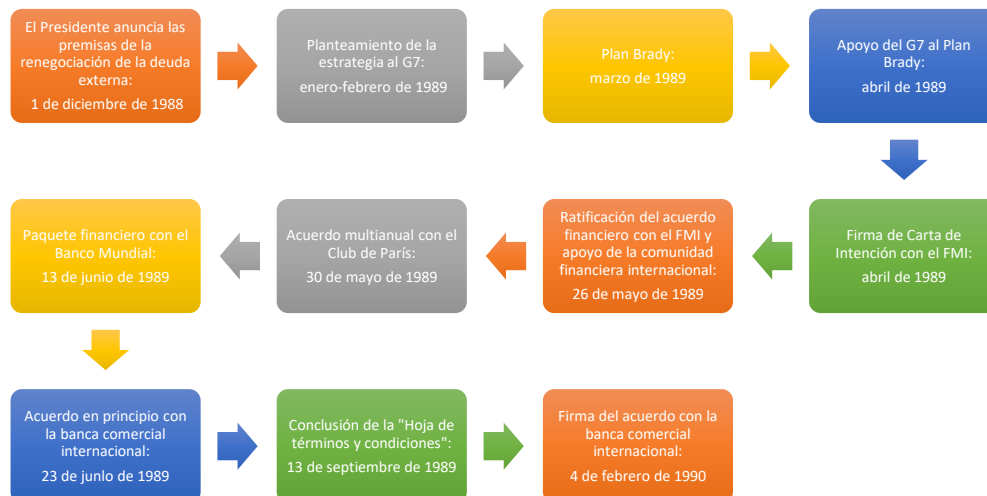 El Presidente anuncia las
premisas de la
renegociación de la deuda
externa:
1 de diciembre de 1988
Planteamiento de la
estrategia al G7:
enero-febrero de 1989
Plan Brady:
marzo de 1989
Apoyo del G7 al Plan
Brady:
abril de 1989
Firma de Carta de
Intención con el FMI:
abril de 1989
Ratificación del acuerdo
financiero con el FMI y
apoyo de la comunidad
financiera internacional:
26 de mayo de 1989
Acuerdo multianual con el
Club de París:
30 de mayo de 1989
Paquete financiero con el
Banco Mundial:
13 de junio de 1989
Acuerdo en principio con
la banca comercial
internacional:
23 de junlo de 1989
Conclusión de la "Hoja de
términos y condiciones":
13 de septiembre de 1989
Firma del acuerdo con la
banca comercial
internacional:
4 de febrero de 1990